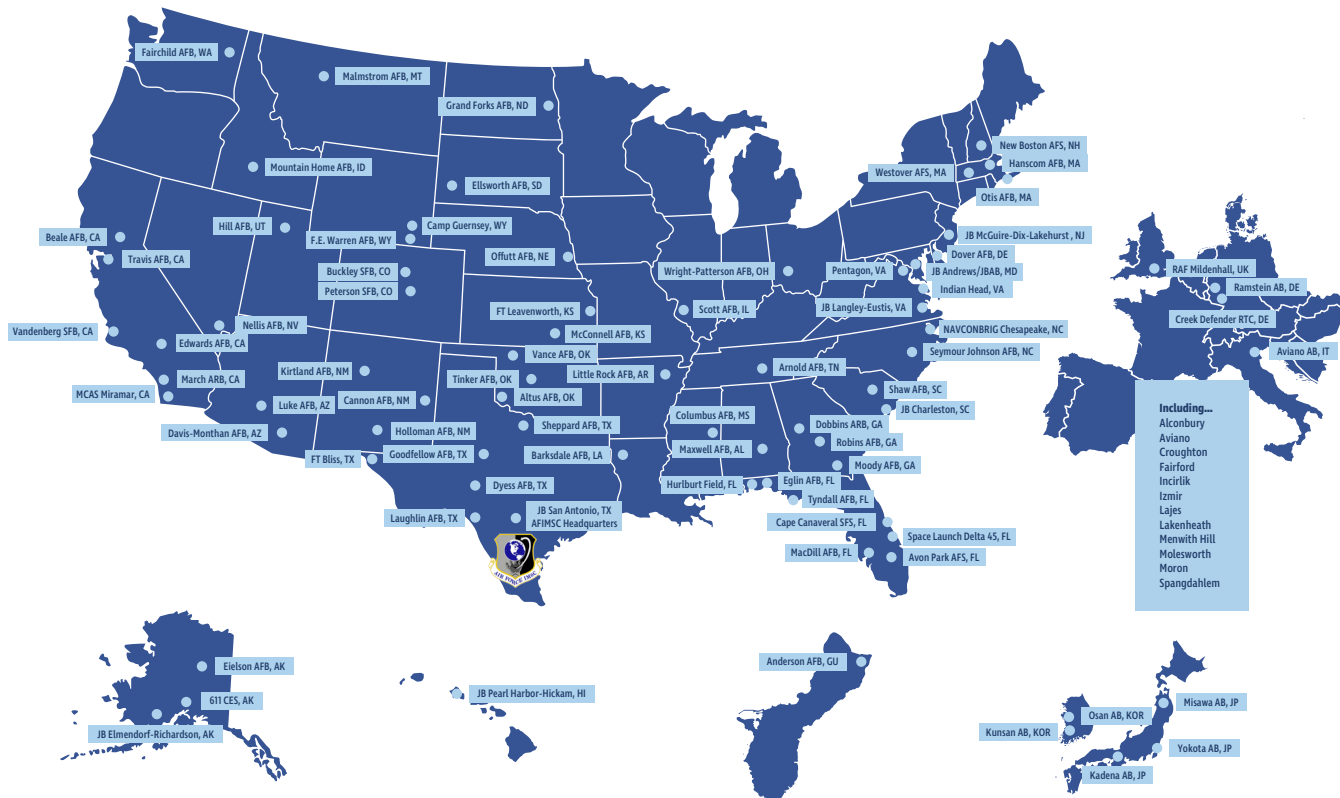 Fairchild AFB, WA
Malmstrom AFB, MT
Grand Forks AFB, ND
New Boston AFS, NH
Hanscom AFB, MA
Westover AFS, MA
Otis AFB, MA
Mountain Home AFB, ID
Ellsworth AFB, SD
Hill AFB, UT
Camp Guernsey, WY
F.E. Warren AFB, WY
Beale AFB, CA
Travis AFB, CA
Offutt AFB, NE
JB McGuire-Dix-Lakehurst , NJ
Dover AFB, DE
Buckley SFB, CO
Wright-Patterson AFB, OH
Pentagon, VA
JB Andrews/JBAB, MD
Peterson SFB, CO
Indian Head, VA
FT Leavenworth, KS
Scott AFB, IL
JB Langley-Eustis, VA
Vandenberg SFB, CA
Nellis AFB, NV
Edwards AFB, CA
McConnell AFB, KS
NAVCONBRIG Chesapeake, NC
Vance AFB, OK
Seymour Johnson AFB, NC
Kirtland AFB, NM
March ARB, CA
Tinker AFB, OK
Little Rock AFB, AR
Arnold AFB, TN
MCAS Miramar, CA
Luke AFB, AZ
Cannon AFB, NM
Altus AFB, OK
Shaw AFB, SC
JB Charleston, SC
Columbus AFB, MS
Davis-Monthan AFB, AZ
Holloman AFB, NM
Sheppard AFB, TX
Dobbins ARB, GA
Robins AFB, GA
FT Bliss, TX
Goodfellow AFB, TX
Barksdale AFB, LA
Maxwell AFB, AL
Moody AFB, GA
Dyess AFB, TX
Hurlburt Field, FL
Eglin AFB, FL
Tyndall AFB, FL
Laughlin AFB, TX
JB San Antonio, TX
AFIMSC Headquarters
Cape Canaveral SFS, FL
Space Launch Delta 45, FL
MacDill AFB, FL
Avon Park AFS, FL
AIR FORCE IMSC
RAF Mildenhall, UK
Ramstein AB, DE
Creek Defender RTC, DE
Aviano AB, IT
Including...
Alconbury
Aviano
Croughton
Fairford
Incirlik
Izmir
Lajes
Lakenheath
Menwith Hill
Molesworth
Moron
Spangdahlem
Eielson AFB, AK
611 CES, AK
JB Elmendorf-Richardson, AK
JB Pearl Harbor-Hickam, HI
Anderson AFB, GU
Misawa AB, JP
Osan AB, KOR
Kunsan AB, KOR
Yokota AB, JP
Kadena AB, JP